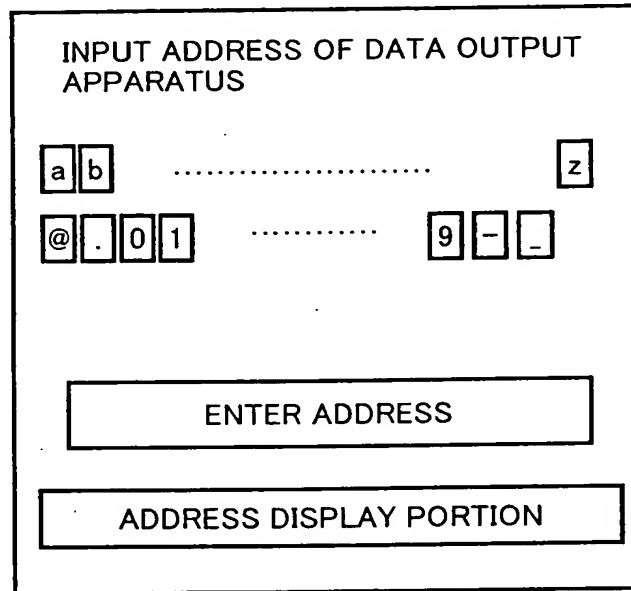 INPUT ADDRESS OF DATA OUTPUT
APPARATUS
a b ........................ z
@ . 0 1 ............ 9 - _
ENTER ADDRESS
ADDRESS DISPLAY PORTION